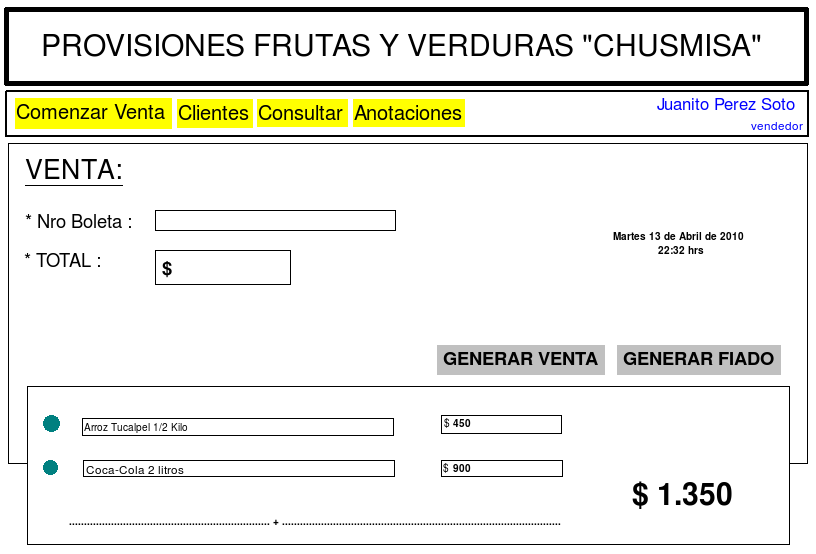 PROVISIONES FRUTAS Y VERDURAS "CHUSMISA"
Comenzar Venta Clientes Consultar Anotaciones
Juanito Perez Soto
vendedor
VENTA:
* Nro Boleta :
* TOTAL : $
Martes 13 de Abril de 2010
22:32 hrs
GENERAR VENTA GENERAR FIADO
Arroz Tucalpel 1/2 Kilo $ 450
Coca-Cola 2 litros $ 900
$ 1.350
+